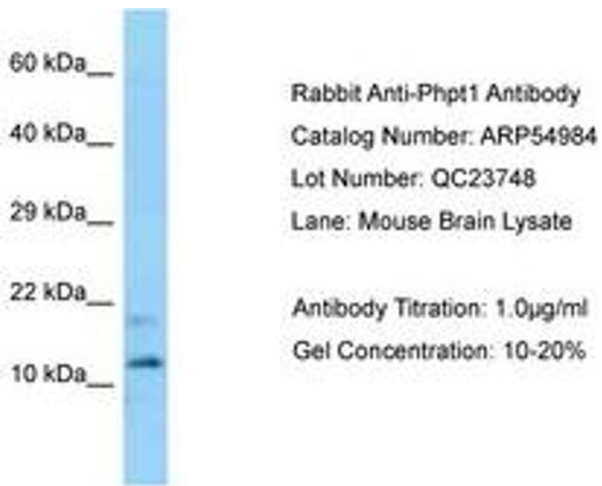 60 kDa
40 kDa
29 kDa
22 kDa
10 kDa
Rabbit Anti-Phpt1 Antibody
Catalog Number: ARP54984
Lot Number: QC23748
Lane: Mouse Brain Lysate
Antibody Titration: 1.0µg/ml
Gel Concentration: 10-20%